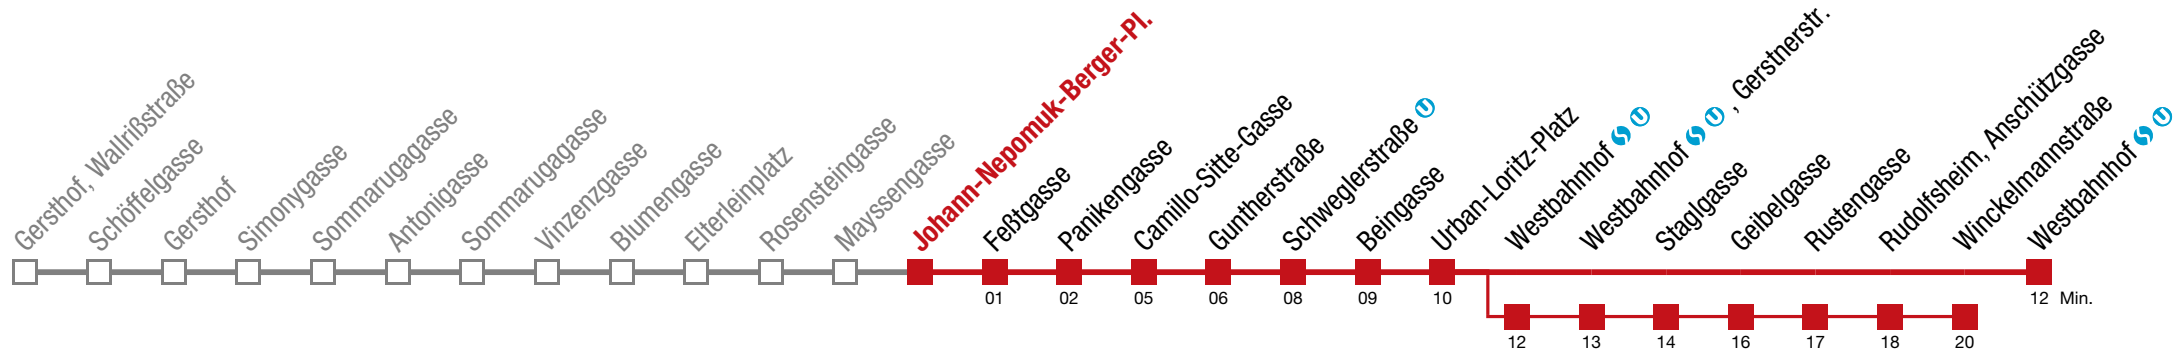 Gersthof, Wallrißstraße
Schöffelgasse
Gersthof
Simonygasse
Sommarugagasse
Antonigasse
Sommarugagasse
Vinzenzgasse
Blumengasse
Elterleinplatz
Rosensteingasse
Mayssengasse
Johann-Nepomuk-Berger-Pl.
Feßtgasse
Panikengasse
Camillo-Sitte-Gasse
Guntherstraße
Schweglerstraße U
Beingasse
Urban-Loritz-Platz
Westbahnhof S U
Westbahnhof S U , Gerstnerstr.
Staglgasse
Geibelgasse
Rustengasse
Rudolfsheim, Anschützgasse
Winckelmannstraße
Westbahnhof S U
01 02 05 06 08 09 10 12 Min.
12 13 14 16 17 18 20